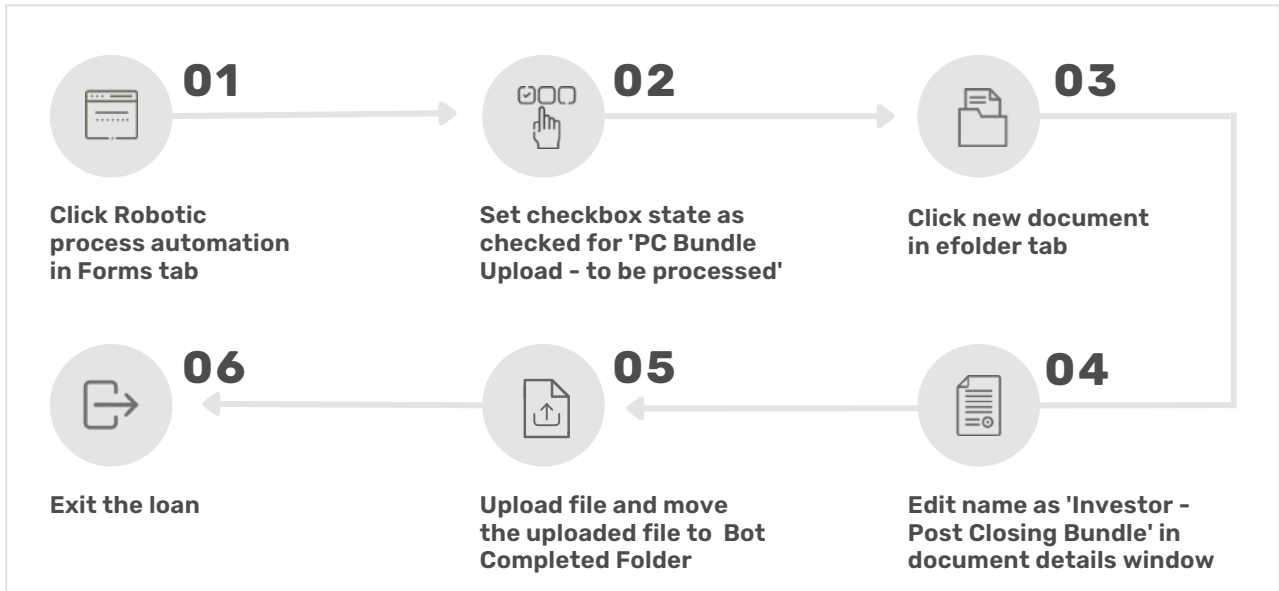 01
Click Robotic
process automation
in Forms tab
02
Set checkbox state as
checked for 'PC Bundle
Upload - to be processed'
03
Click new document
in efolder tab
04
Edit name as 'Investor -
Post Closing Bundle' in
document details window
05
Upload file and move
the uploaded file to  Bot
Completed Folder
06
Exit the loan